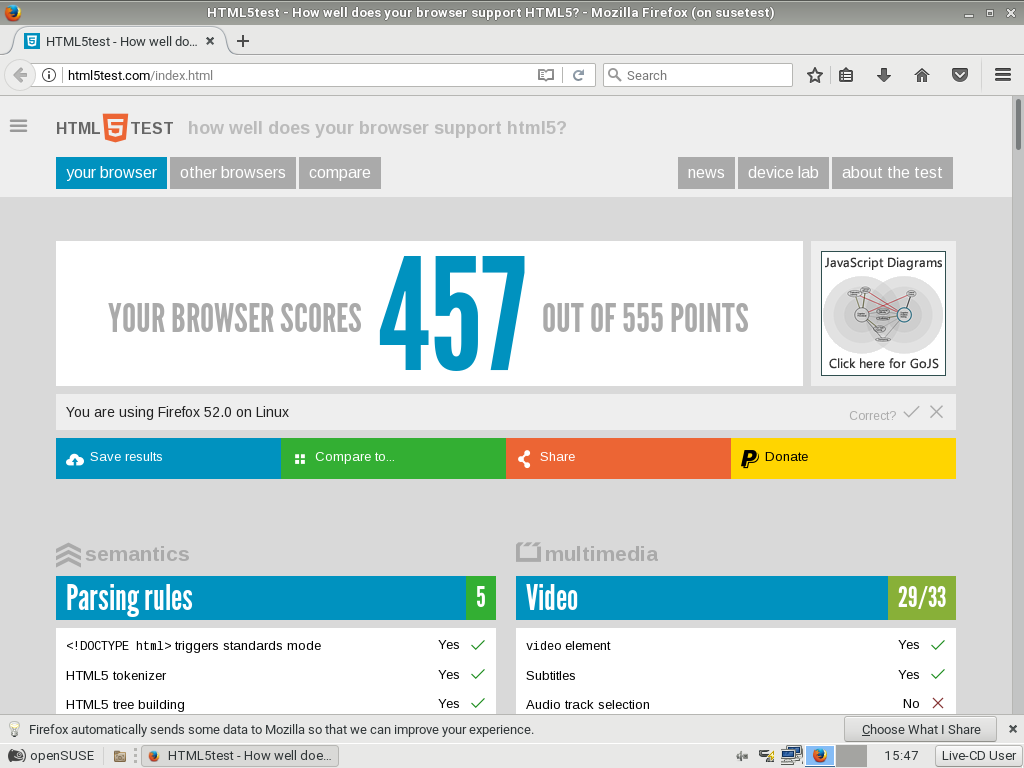 HTML5test - How well does your browser support HTML5? - Mozilla Firefox (on susetest)
HTML5test - How well do...
html5test.com/index.html
Search
HTML 5 TEST how well does your browser support html5?
your browser other browsers compare news device lab about the test
YOUR BROWSER SCORES 457 OUT OF 555 POINTS
JavaScript Diagrams
Click here for GoJS
You are using Firefox 52.0 on Linux
Correct?
Save results Compare to... Share Donate
semantics
Parsing rules 5
<!DOCTYPE html> triggers standards mode Yes
HTML5 tokenizer Yes
HTML5 tree building Yes
multimedia
Video 29/33
video element Yes
Subtitles Yes
Audio track selection No
Firefox automatically sends some data to Mozilla so that we can improve your experience.
Choose What I Share
openSUSE HTML5test - How well doe... 15:47 Live-CD User